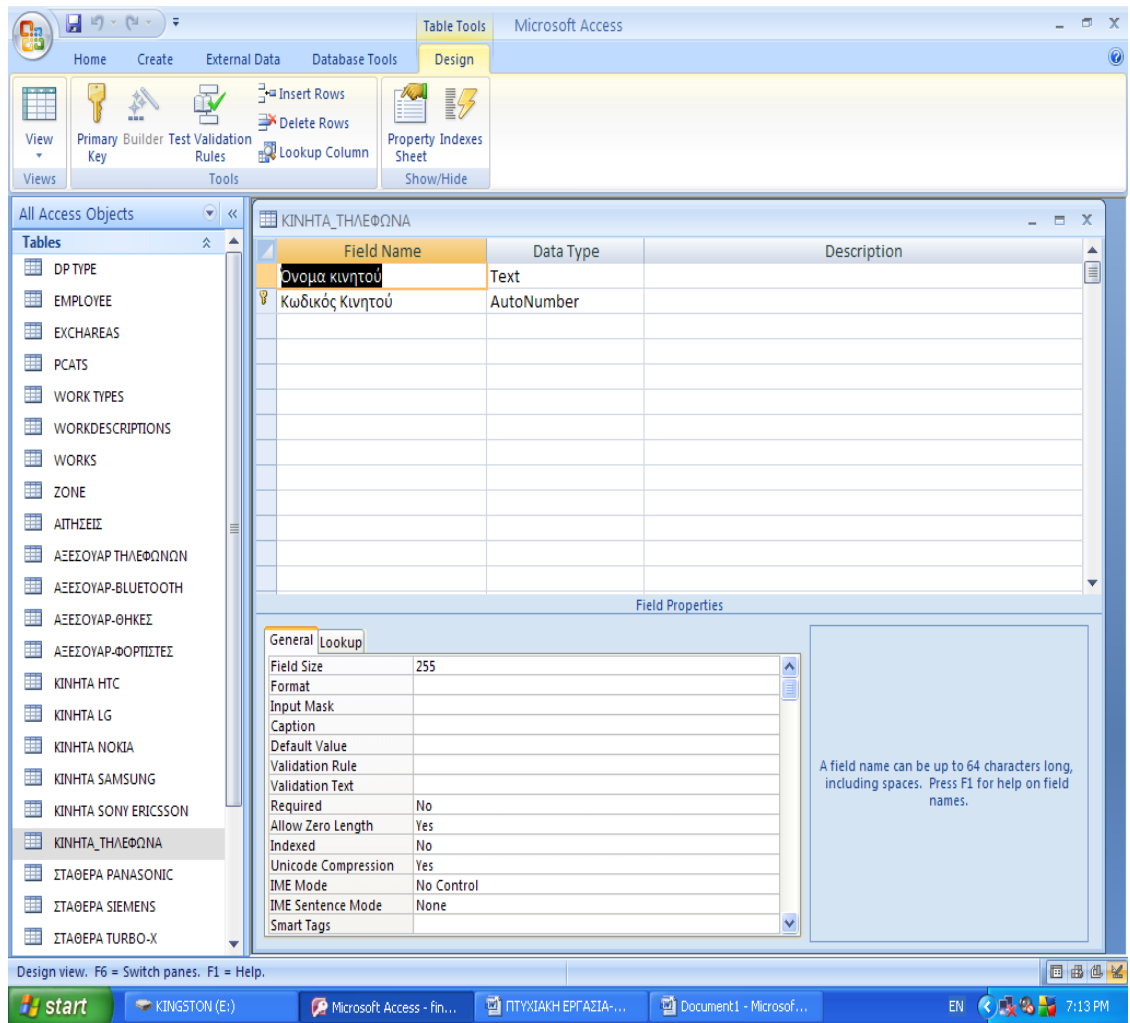 Table Tools Microsoft Access
Home Create External Data Database Tools Design
View
Primary Key
Builder
Test Validation Rules
Insert Rows
Delete Rows
Lookup Column
Property Sheet
Indexes
Views Tools Show/Hide
All Access Objects
Tables
DP TYPE
EMPLOYEE
EXCHAREAS
PCATS
WORK TYPES
WORKDESCRIPTIONS
WORKS
ZONE
ΑΙΤΗΣΕΙΣ
ΑΞΕΣΟΥΑΡ ΤΗΛΕΦΩΝΩΝ
ΑΞΕΣΟΥΑΡ-BLUETOOTH
ΑΞΕΣΟΥΑΡ-ΘΗΚΕΣ
ΑΞΕΣΟΥΑΡ-ΦΟΡΤΙΣΤΕΣ
ΚΙΝΗΤΑ HTC
ΚΙΝΗΤΑ LG
ΚΙΝΗΤΑ NOKIA
ΚΙΝΗΤΑ SAMSUNG
ΚΙΝΗΤΑ SONY ERICSSON
ΚΙΝΗΤΑ_ΤΗΛΕΦΩΝΑ
ΣΤΑΘΕΡΑ PANASONIC
ΣΤΑΘΕΡΑ SIEMENS
ΣΤΑΘΕΡΑ TURBO-X
ΚΙΝΗΤΑ_ΤΗΛΕΦΩΝΑ
Field Name Data Type Description
Όνομα κινητού Text
Κωδικός Κινητού AutoNumber
Field Properties
General Lookup
Field Size 255
Format
Input Mask
Caption
Default Value
Validation Rule
Validation Text
Required No
Allow Zero Length Yes
Indexed No
Unicode Compression Yes
IME Mode No Control
IME Sentence Mode None
Smart Tags
A field name can be up to 64 characters long,
including spaces. Press F1 for help on field
names.
Design view. F6 = Switch panes. F1 = Help.
start KINGSTON (E:) Microsoft Access - fin... ΠΤΥΧΙΑΚΗ ΕΡΓΑΣΙΑ-... Document1 - Microsof... EN 7:13 PM